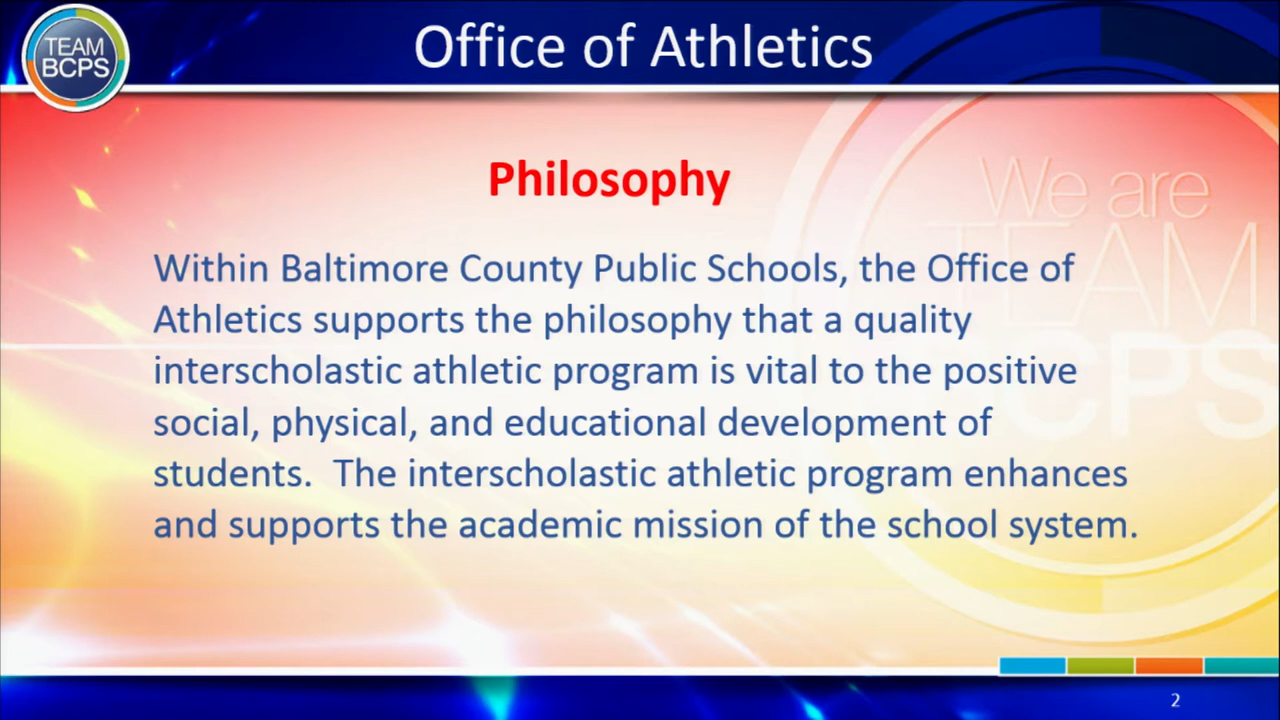 TEAM
BCPS
Office of Athletics
Philosophy
We are
TEAM
BCPS
Within Baltimore County Public Schools, the Office of
Athletics supports the philosophy that a quality
interscholastic athletic program is vital to the positive
social, physical, and educational development of
students.  The interscholastic athletic program enhances
and supports the academic mission of the school system.
2